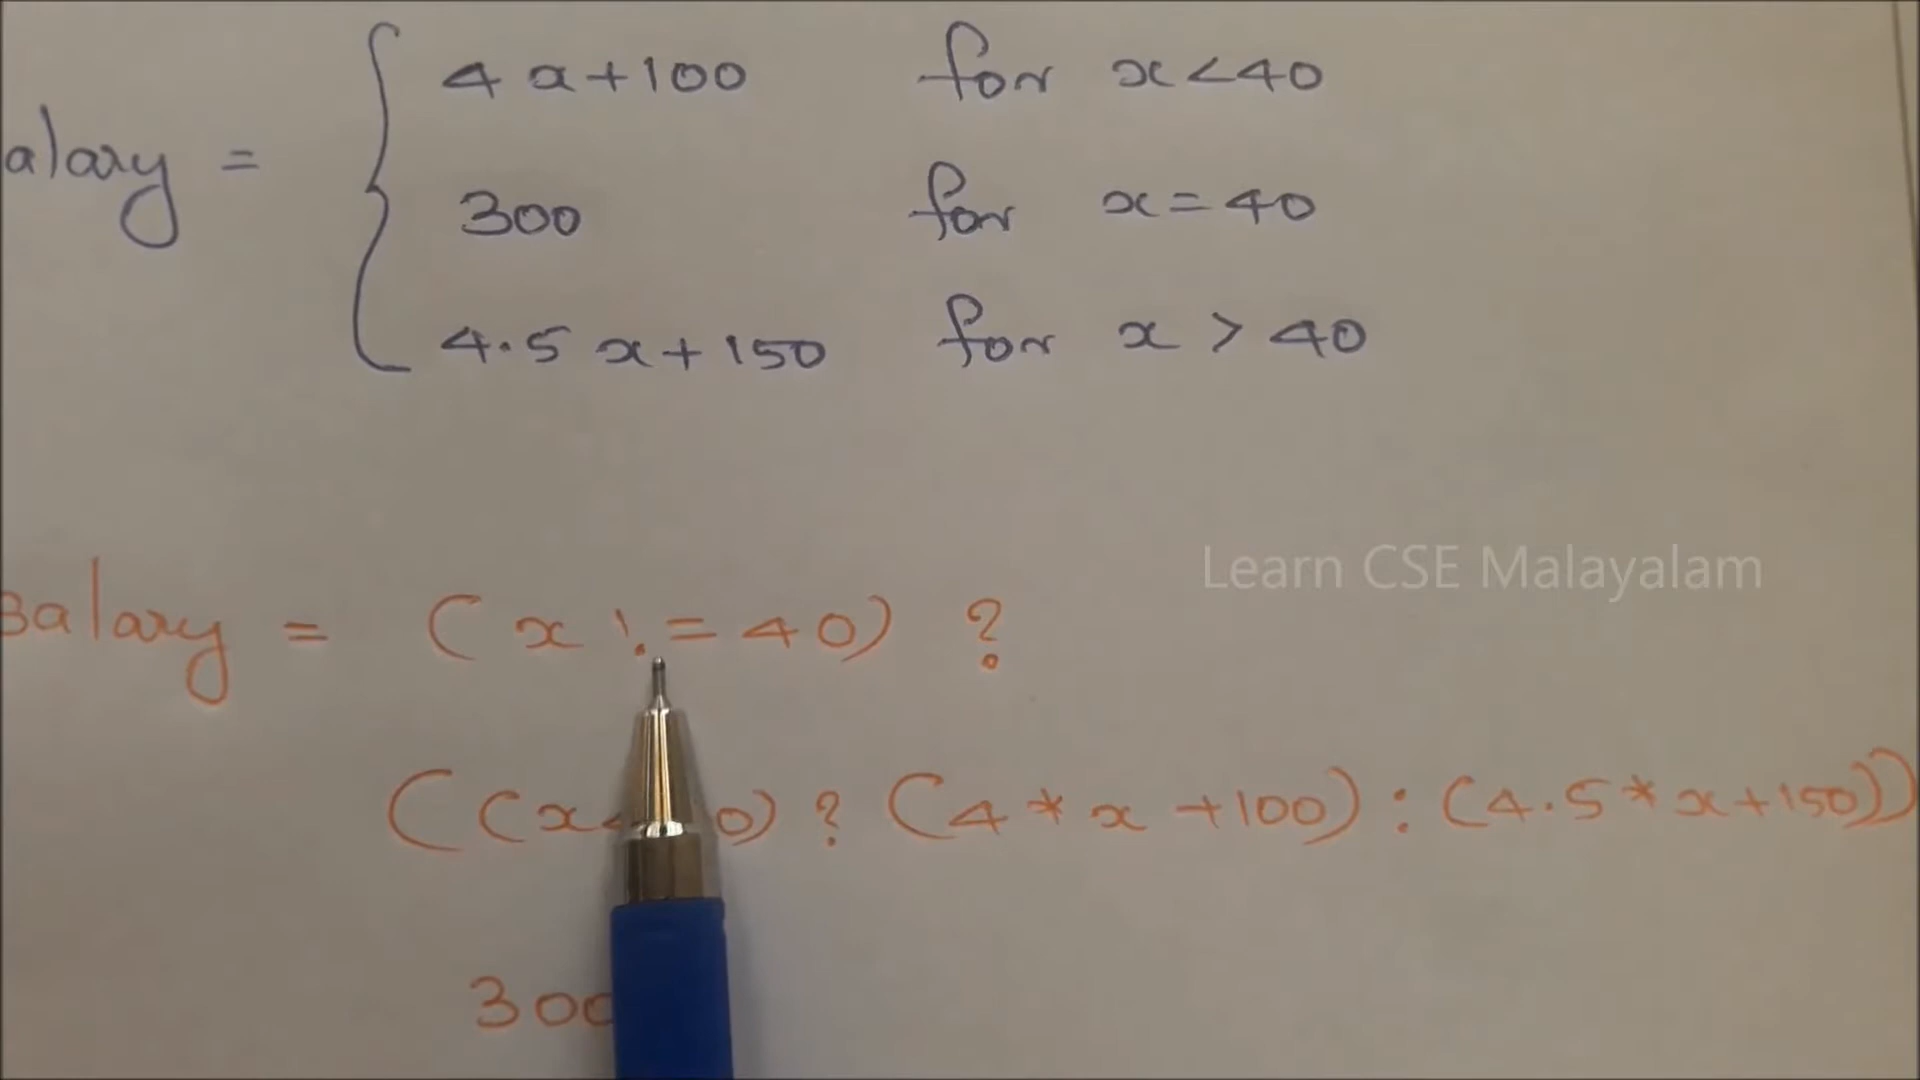 alary = { 4x+100 for x<40
300 for x=40
4.5x+150 for x>40
Learn CSE Malayalam
salary = (x != 40) ?
((x< 0) ? (4*x +100) : (4.5*x+150))
300